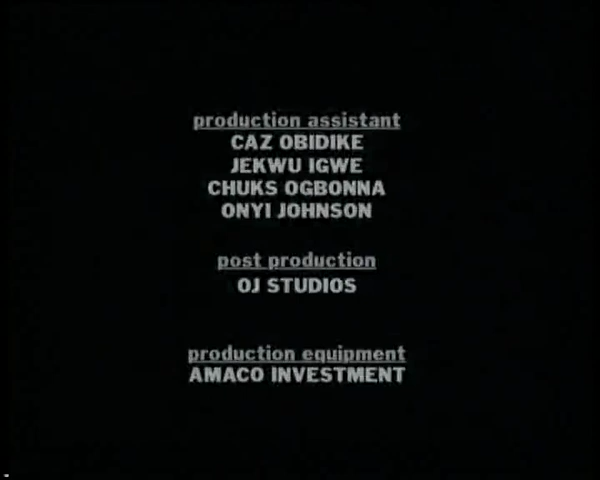 production assistant
CAZ OBIDIKE
JEKWU IGWE
CHUKS OGBONNA
ONYI JOHNSON
post production
OJ STUDIOS
production equipment
AMACO INVESTMENT